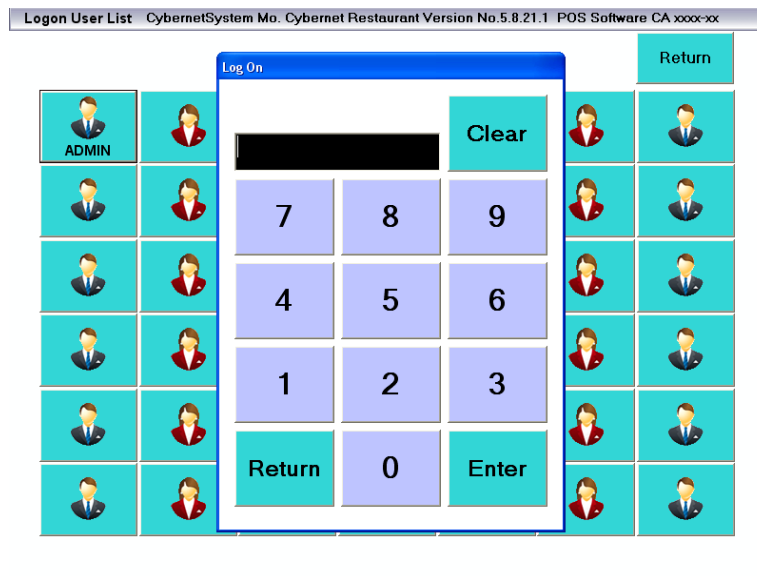 Logon User List CybernetSystem Mo. Cybernet Restaurant Version No.5.8.21.1 POS Software CA xxxx-xx
Return
Log On
Clear
ADMIN
7 8 9
4 5 6
1 2 3
Return 0 Enter